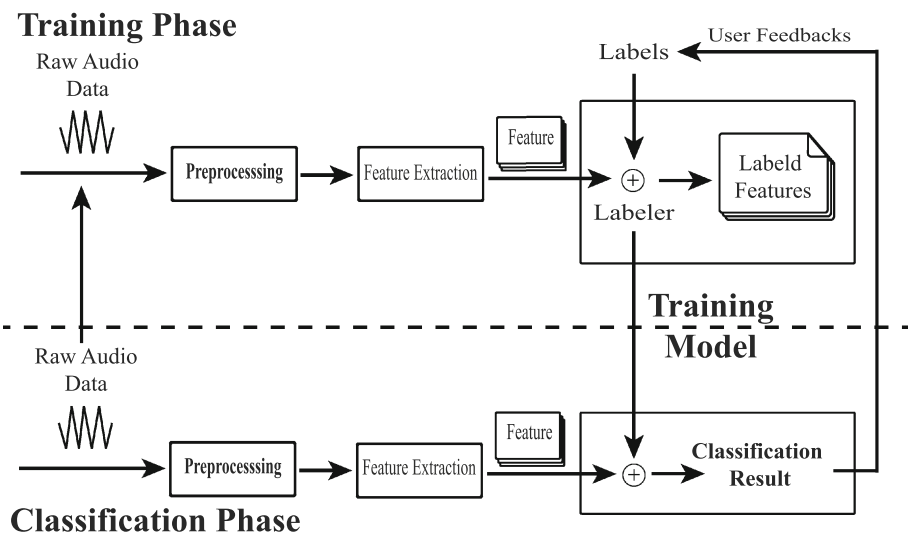 Training Phase
User Feedbacks
Raw Audio
Data
Labels
Feature
Preprocesssing
Feature Extraction
Labeld
Features
Labeler
Training
Model
Raw Audio
Data
Feature
Preprocesssing
Feature Extraction
Classification
Result
Classification Phase